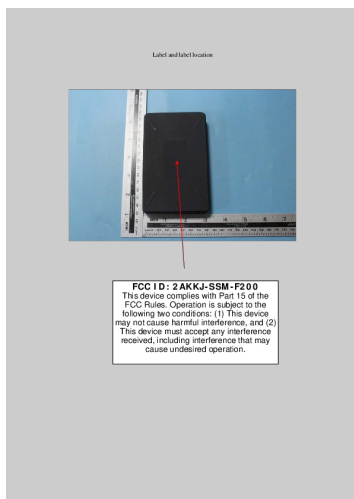 Label and label location
FCC ID: 2AKKJ-SSM-F200
This device complies with Part 15 of the
FCC Rules. Operation is subject to the
following two conditions: (1) This device
may not cause harmful interference, and (2)
This device must accept any interference
received, including interference that may
cause undesired operation.